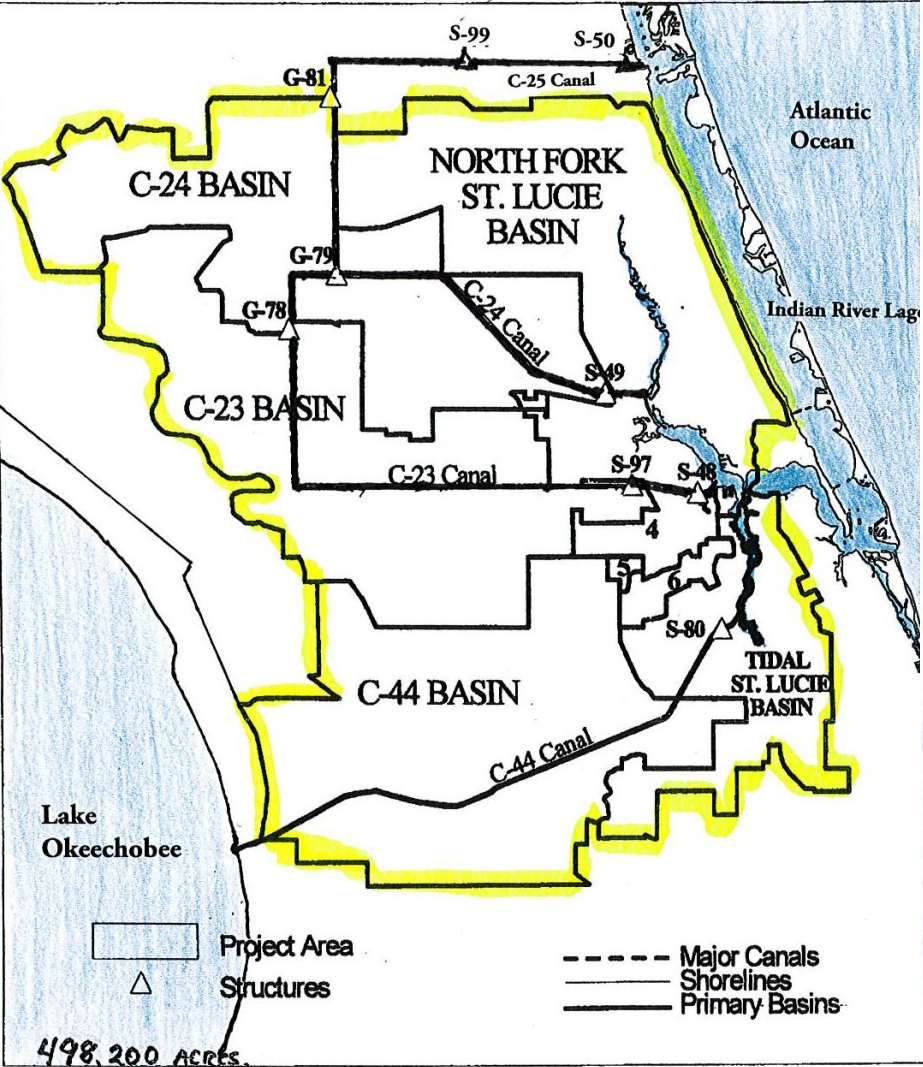 S-99
S-50
G-81
C-25 Canal
Atlantic
Ocean
NORTH FORK
ST. LUCIE
BASIN
C-24 BASIN
G-79
C-24 Canal
G-78
Indian River Lago
S-49
C-23 BASIN
C-23 Canal
S-97
S-48
4
5
6
S-80
TIDAL
ST. LUCIE
BASIN
C-44 BASIN
C-44 Canal
Lake
Okeechobee
Project Area
Structures
Major Canals
Shorelines
Primary Basins
498,200 ACRES.